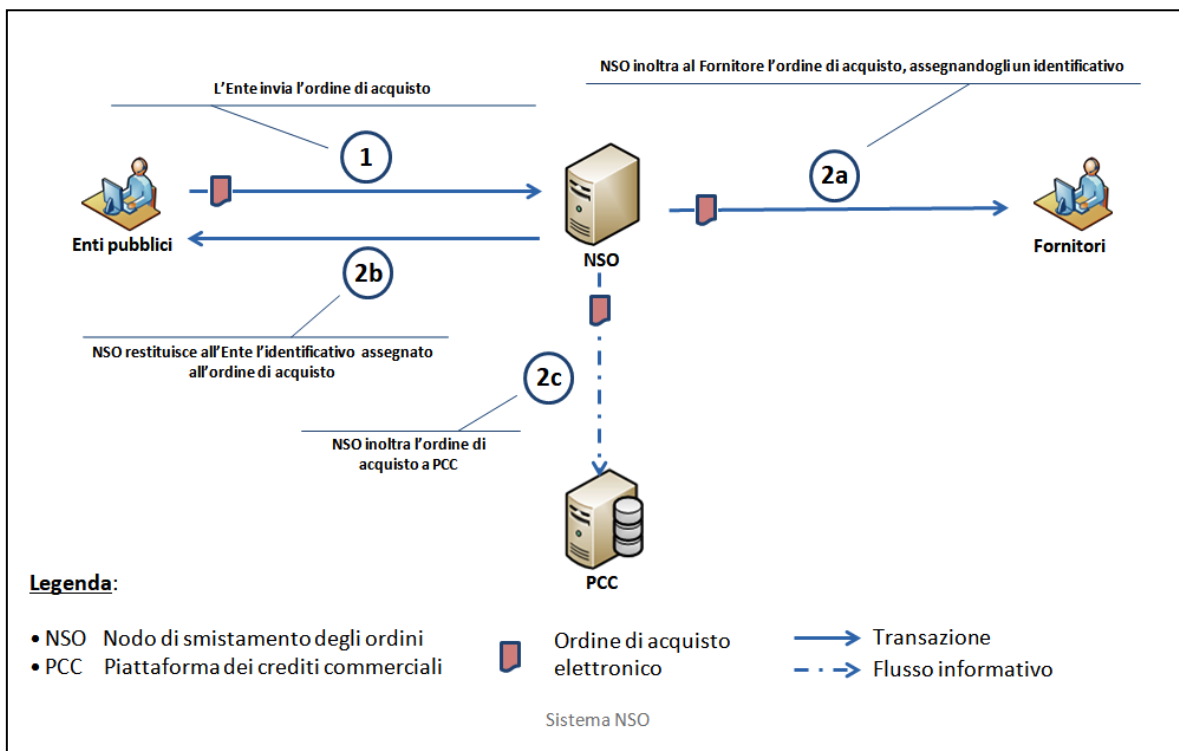 NSO inoltra al Fornitore l’ordine di acquisto, assegnandogli un identificativo
L’Ente invia l’ordine di acquisto
1
2a
Enti pubblici
NSO
Fornitori
2b
NSO restituisce all’Ente l’identificativo assegnato
all’ordine di acquisto
2c
NSO inoltra l’ordine di
acquisto a PCC
PCC
Legenda:
• NSO Nodo di smistamento degli ordini
• PCC Piattaforma dei crediti commerciali
Ordine di acquisto
elettronico
Transazione
Flusso informativo
Sistema NSO